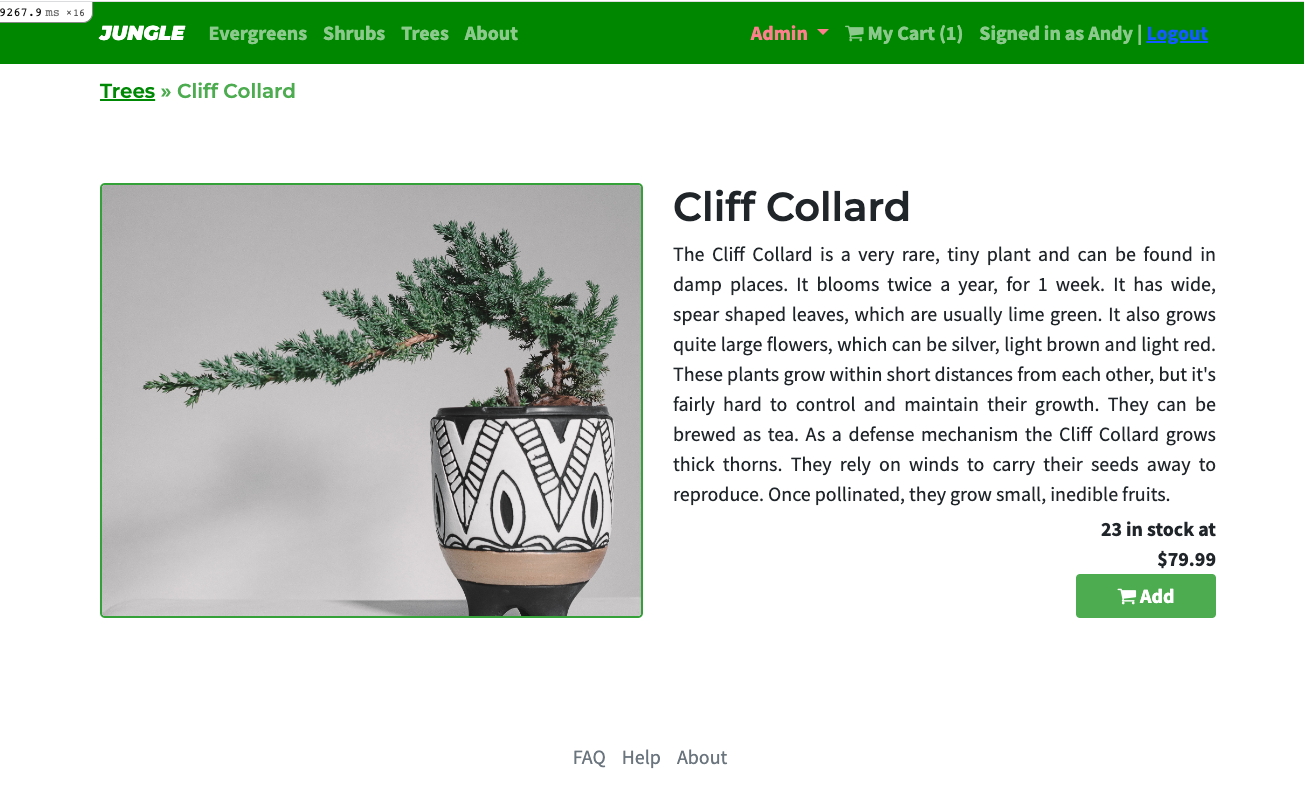 9267.9 ms ×16
JUNGLE Evergreens Shrubs Trees About Admin My Cart (1) Signed in as Andy | Logout
Trees » Cliff Collard
Cliff Collard
The Cliff Collard is a very rare, tiny plant and can be found in
damp places. It blooms twice a year, for 1 week. It has wide,
spear shaped leaves, which are usually lime green. It also grows
quite large flowers, which can be silver, light brown and light red.
These plants grow within short distances from each other, but it's
fairly hard to control and maintain their growth. They can be
brewed as tea. As a defense mechanism the Cliff Collard grows
thick thorns. They rely on winds to carry their seeds away to
reproduce. Once pollinated, they grow small, inedible fruits.
23 in stock at
$79.99
Add
FAQ Help About